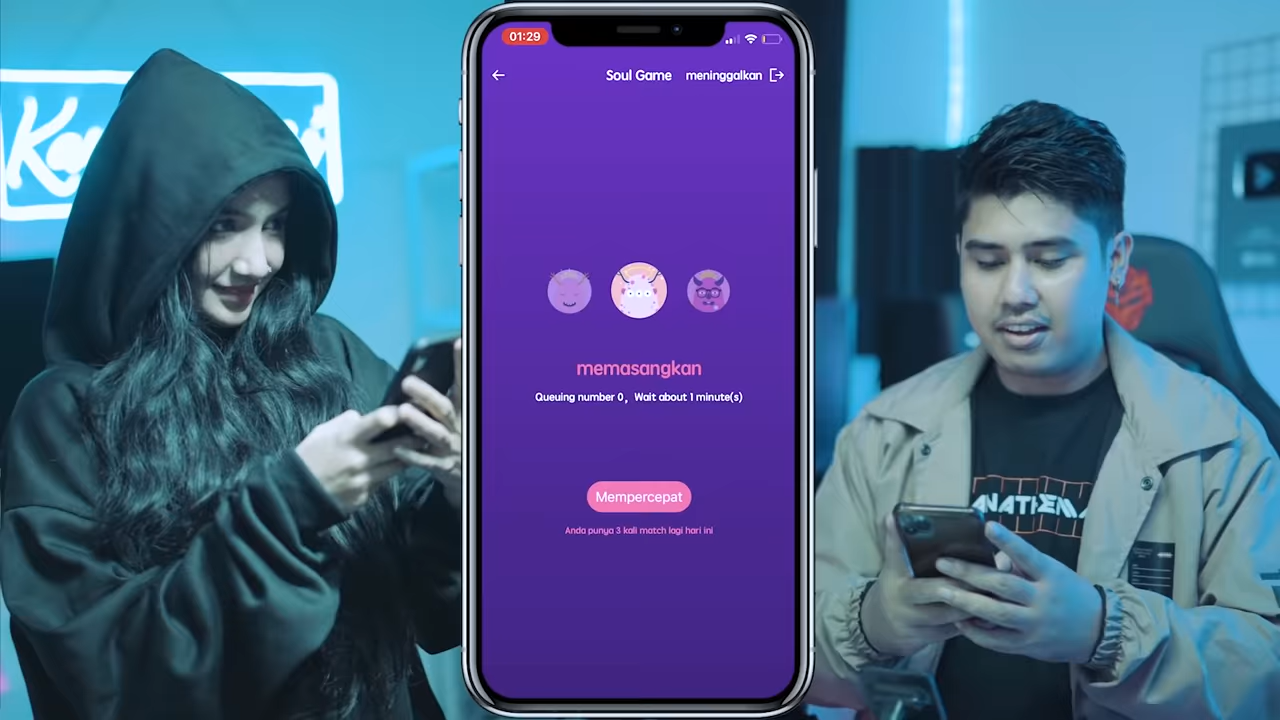 01:29
Soul Game meninggalkan
memasangkan
Queuing number 0, Wait about 1 minute(s)
Mempercepat
Anda punya 3 kali match lagi hari ini